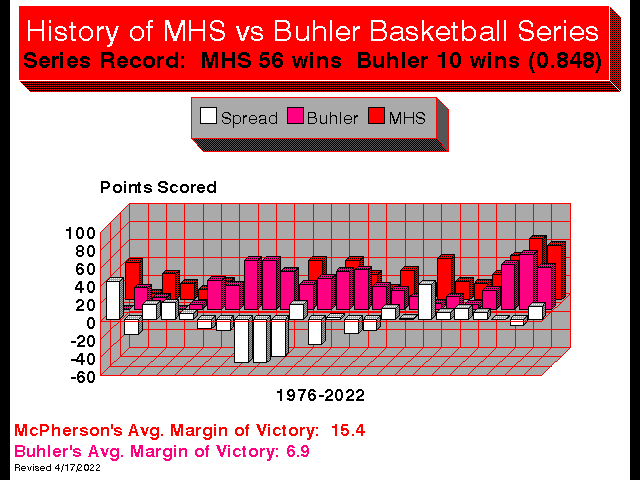 History of MHS vs Buhler Basketball Series
Series Record: MHS 56 wins Buhler 10 wins (0.848)
Spread Buhler MHS
Points Scored
100
80
60
40
20
0
-20
-40
-60
1976-2022
McPherson's Avg. Margin of Victory: 15.4
Buhler's Avg. Margin of Victory: 6.9
Revised 4/17/2022